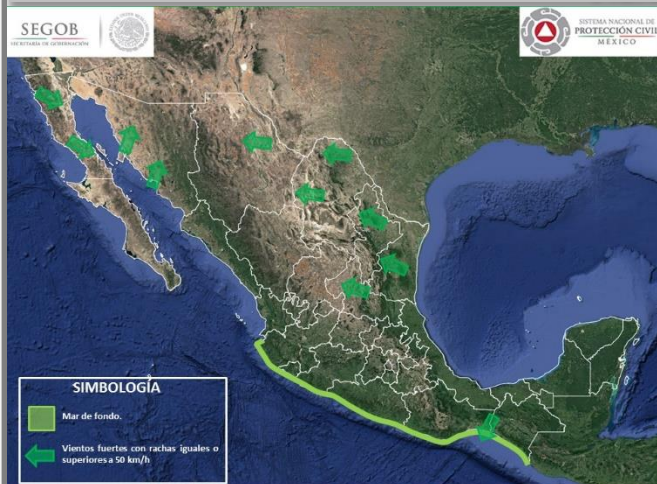 SEGOB
SECRETARÍA DE GOBERNACIÓN
SISTEMA NACIONAL DE
PROTECCIÓN CIVIL
MÉXICO
SIMBOLOGÍA
Mar de fondo.
Vientos fuertes con rachas iguales o
superiores a 50 km/h